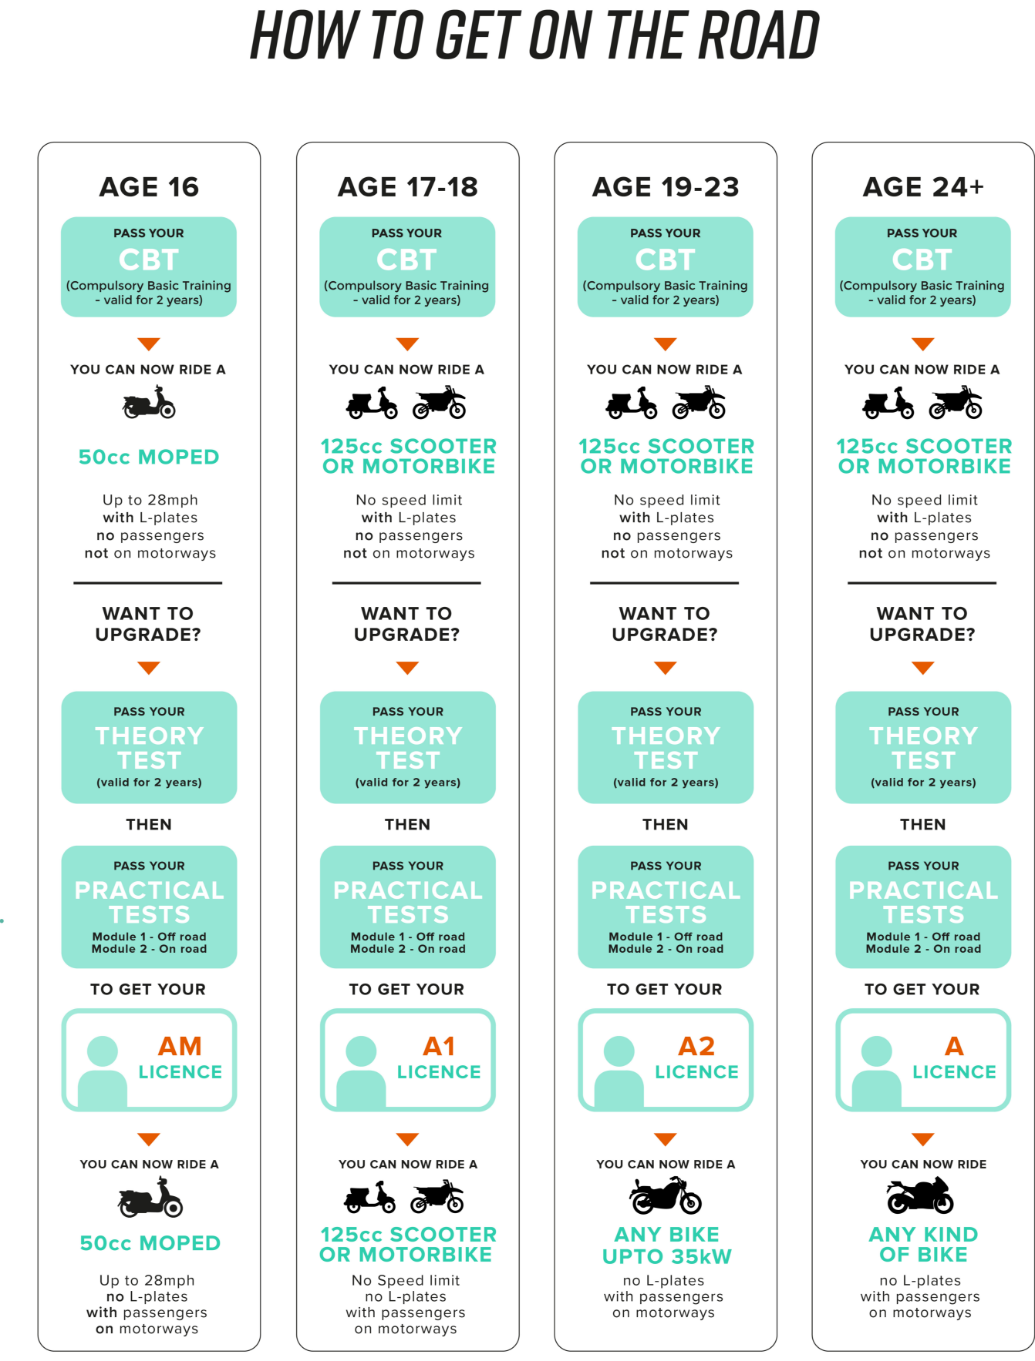 HOW TO GET ON THE ROAD
AGE 16
PASS YOUR
CBT
(Compulsory Basic Training
- valid for 2 years)
YOU CAN NOW RIDE A
50cc MOPED
Up to 28mph
with L-plates
no passengers
not on motorways
WANT TO
UPGRADE?
PASS YOUR
THEORY
TEST
(valid for 2 years)
THEN
PASS YOUR
PRACTICAL
TESTS
Module 1 - Off road
Module 2 - On road
TO GET YOUR
AM
LICENCE
YOU CAN NOW RIDE A
50cc MOPED
Up to 28mph
no L-plates
with passengers
on motorways
AGE 17-18
PASS YOUR
CBT
(Compulsory Basic Training
- valid for 2 years)
YOU CAN NOW RIDE A
125cc SCOOTER
OR MOTORBIKE
No speed limit
with L-plates
no passengers
not on motorways
WANT TO
UPGRADE?
PASS YOUR
THEORY
TEST
(valid for 2 years)
THEN
PASS YOUR
PRACTICAL
TESTS
Module 1 - Off road
Module 2 - On road
TO GET YOUR
A1
LICENCE
YOU CAN NOW RIDE A
125cc SCOOTER
OR MOTORBIKE
No Speed limit
no L-plates
with passengers
on motorways
AGE 19-23
PASS YOUR
CBT
(Compulsory Basic Training
- valid for 2 years)
YOU CAN NOW RIDE A
125cc SCOOTER
OR MOTORBIKE
No speed limit
with L-plates
no passengers
not on motorways
WANT TO
UPGRADE?
PASS YOUR
THEORY
TEST
(valid for 2 years)
THEN
PASS YOUR
PRACTICAL
TESTS
Module 1 - Off road
Module 2 - On road
TO GET YOUR
A2
LICENCE
YOU CAN NOW RIDE A
ANY BIKE
UPTO 35kW
no L-plates
with passengers
on motorways
AGE 24+
PASS YOUR
CBT
(Compulsory Basic Training
- valid for 2 years)
YOU CAN NOW RIDE A
125cc SCOOTER
OR MOTORBIKE
No speed limit
with L-plates
no passengers
not on motorways
WANT TO
UPGRADE?
PASS YOUR
THEORY
TEST
(valid for 2 years)
THEN
PASS YOUR
PRACTICAL
TESTS
Module 1 - Off road
Module 2 - On road
TO GET YOUR
A
LICENCE
YOU CAN NOW RIDE
ANY KIND
OF BIKE
no L-plates
with passengers
on motorways